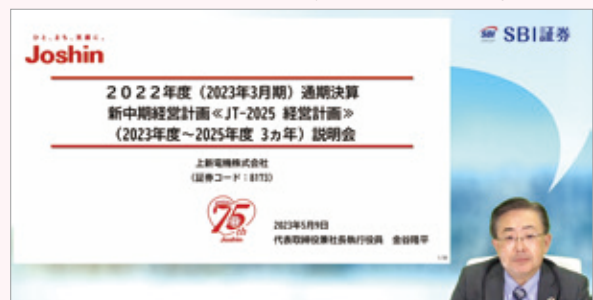 ひと、まち、笑顔に。
Joshin
SBI証券
2022年度（2023年3月期）通期決算
新中期経営計画≪JT-2025 経営計画≫
（2023年度～2025年度 3ヵ年）説明会
上新電機株式会社
（証券コード：8173）
75th
Joshin
2023年5月9日
代表取締役兼社長執行役員 金谷隆平